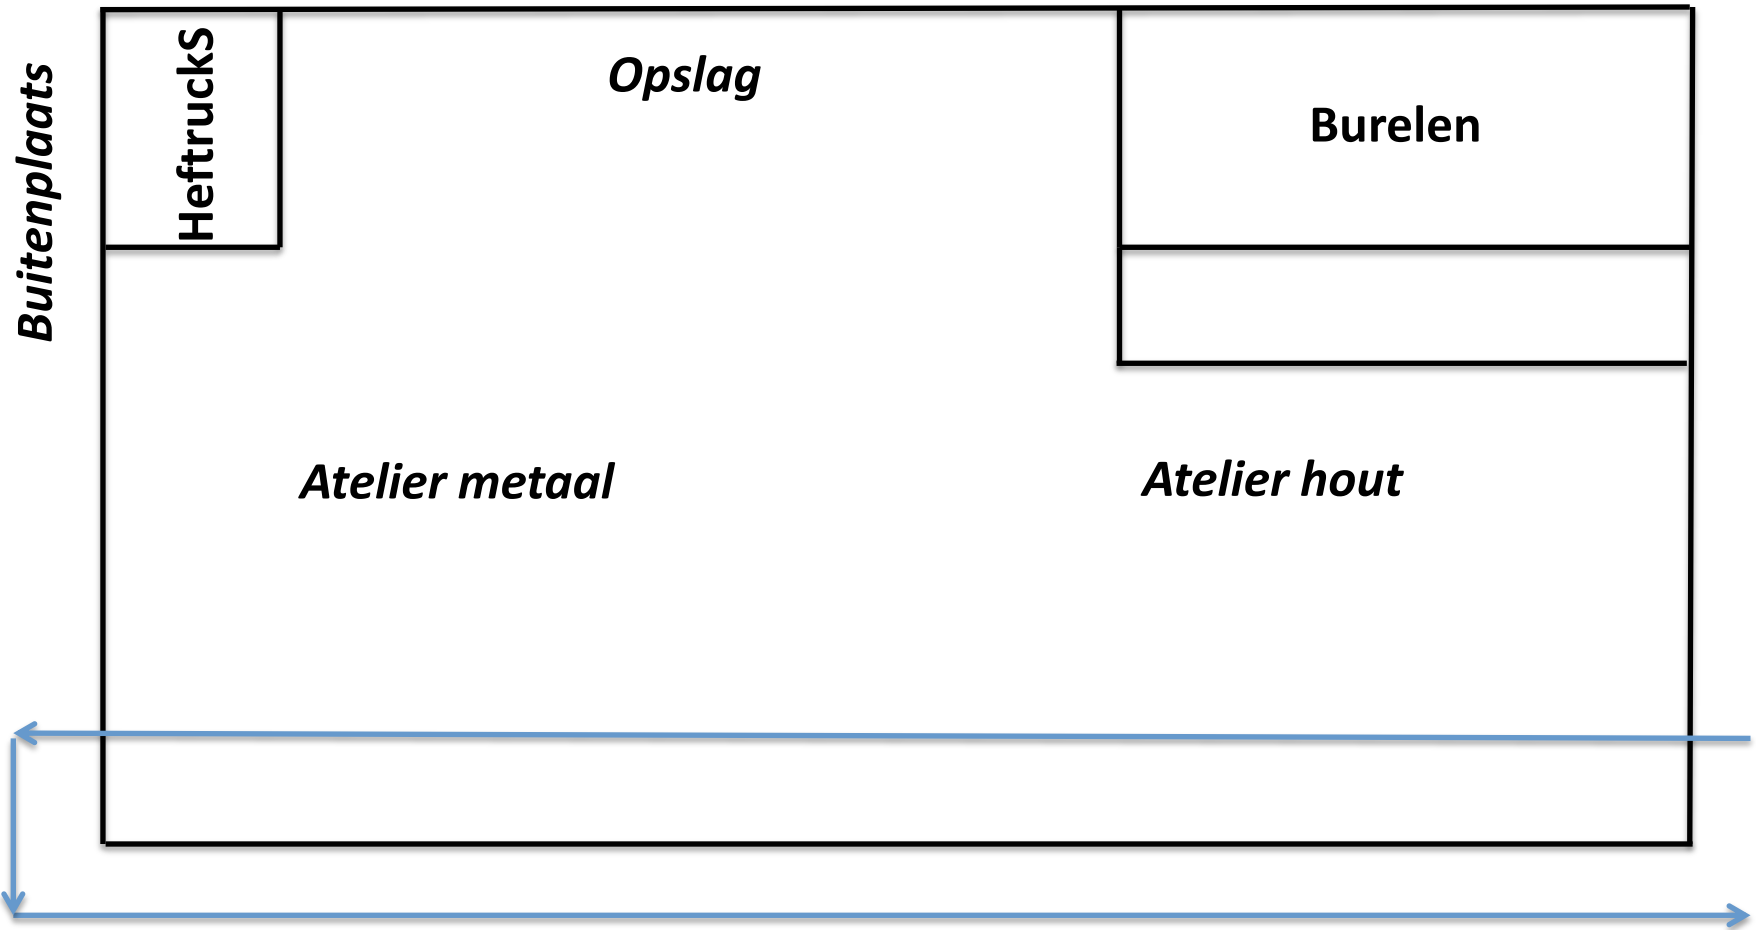 Buitenplaats
HeftruckS
Opslag
Burelen
Atelier metaal
Atelier hout